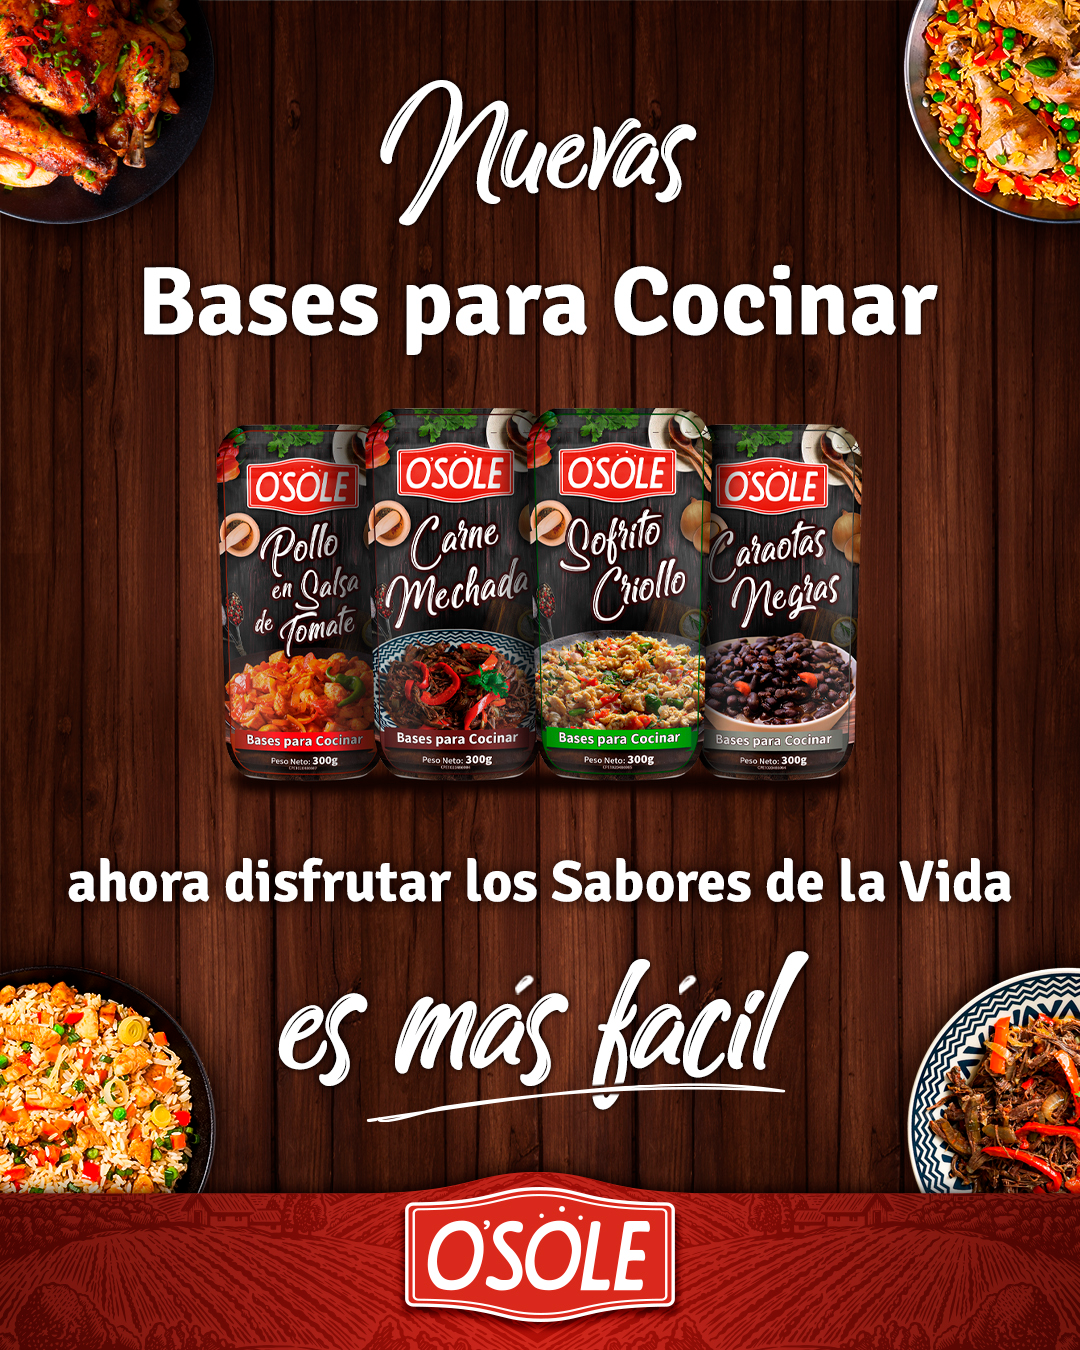 Nuevas
Bases para Cocinar
O'SOLE
Pollo
en Salsa
de Tomate
Bases para Cocinar
Peso Neto: 300g
O'SOLE
Carne
Mechada
Bases para Cocinar
Peso Neto: 300g
O'SOLE
Sofrito
Criollo
Bases para Cocinar
Peso Neto: 300g
O'SOLE
Caraotas
Negras
Bases para Cocinar
Peso Neto: 300g
ahora disfrutar los Sabores de la Vida
es más fácil
O'SOLE